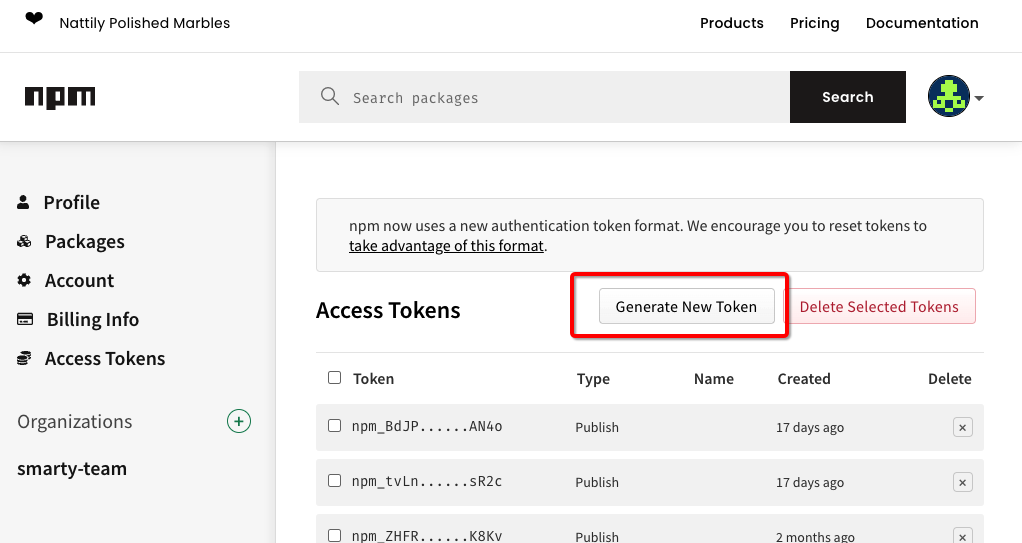 ❤ Nattily Polished Marbles
Products Pricing Documentation
npm
Search packages
Search
Profile
Packages
Account
Billing Info
Access Tokens
Organizations
smarty-team
npm now uses a new authentication token format. We encourage you to reset tokens to
take advantage of this format.
Access Tokens
Generate New Token
Delete Selected Tokens
Token Type Name Created Delete
npm_BdJP......AN4o Publish 17 days ago ×
npm_tvLn......sR2c Publish 17 days ago ×
npm_ZHFR......K8Kv Publish 2 months ago ×